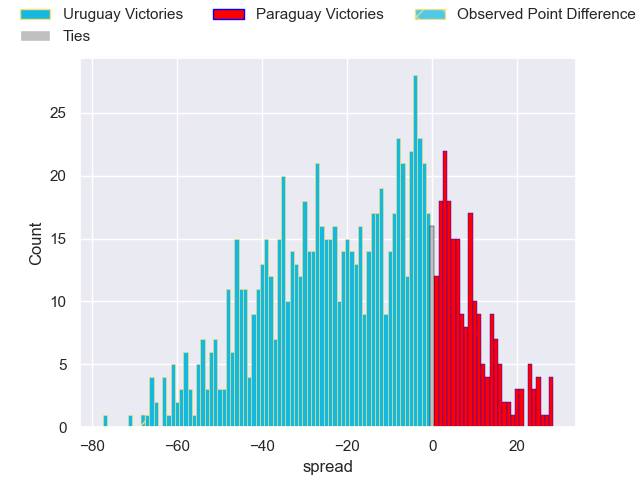 Uruguay Victories
Paraguay Victories
Observed Point Difference
Ties
25
20
15
10
5
0
Count
−80
−60
−40
−20
0
20
spread